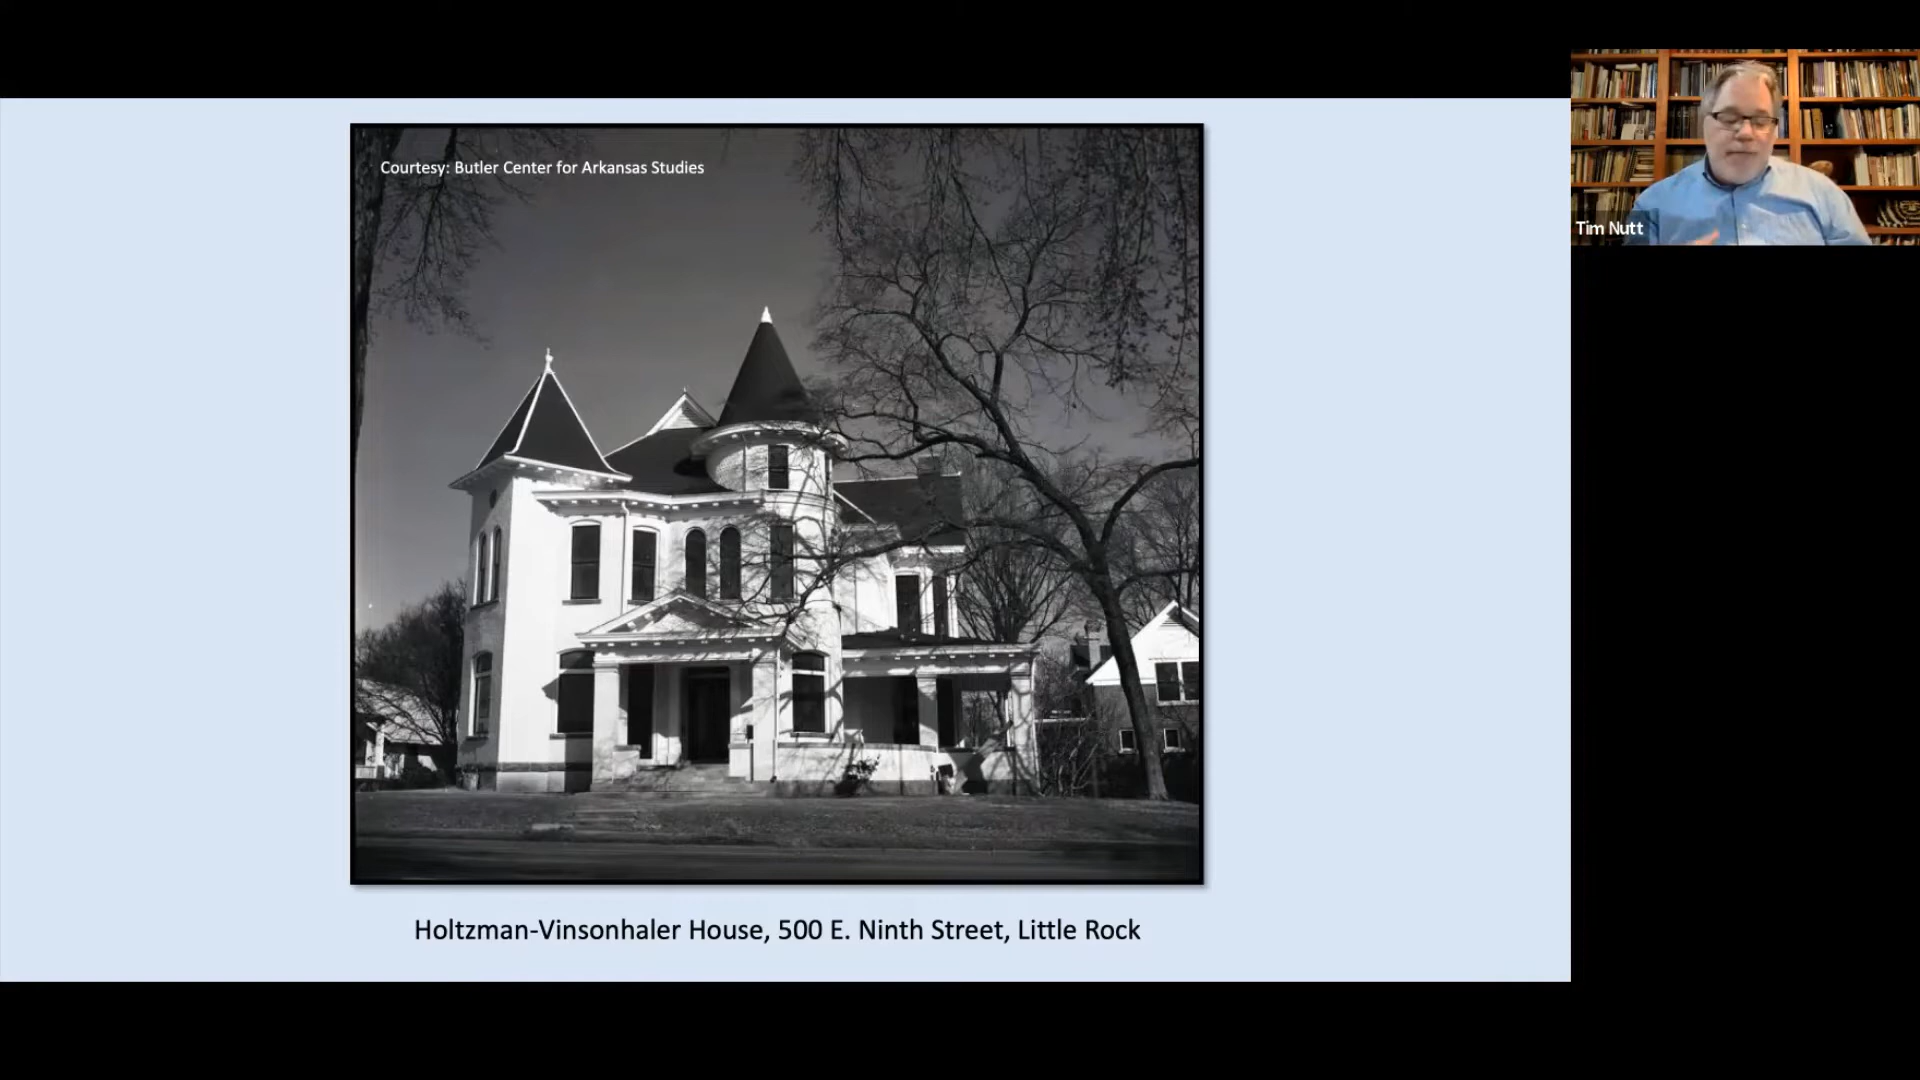 Courtesy: Butler Center for Arkansas Studies
Tim Nutt
Holtzman-Vinsonhaler House, 500 E. Ninth Street, Little Rock